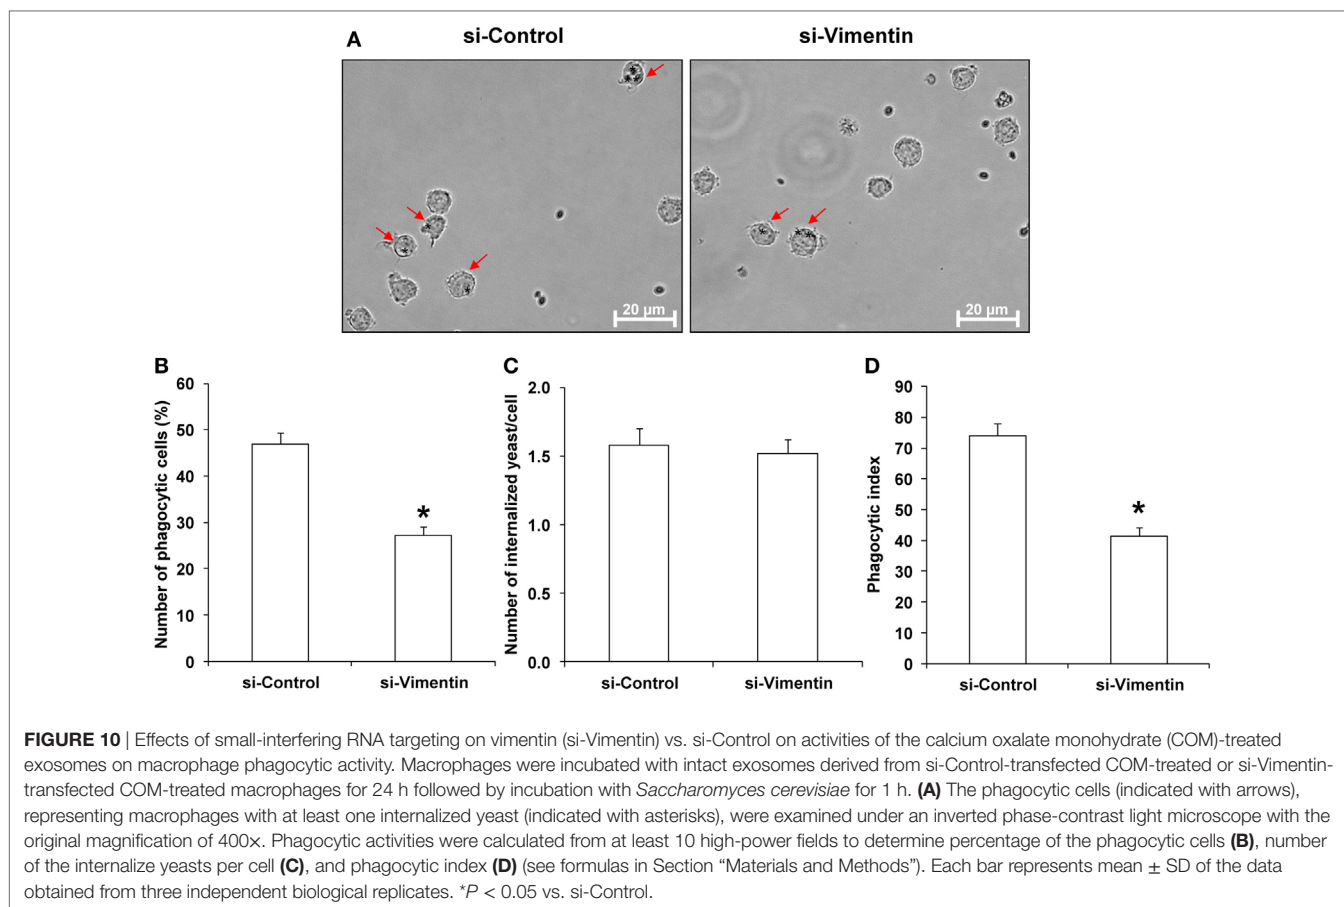 A
si-Control
si-Vimentin
20 µm
20 µm
B
Number of phagocytic cells (%)
60
50
40
30
20
10
0
*
si-Control
si-Vimentin
C
Number of internalized yeast/cell
2.0
1.5
1.0
0.5
0.0
si-Control
si-Vimentin
D
Phagocytic index
90
80
70
60
50
40
30
20
10
0
*
si-Control
si-Vimentin
FIGURE 10 | Effects of small-interfering RNA targeting on vimentin (si-Vimentin) vs. si-Control on activities of the calcium oxalate monohydrate (COM)-treated
exosomes on macrophage phagocytic activity. Macrophages were incubated with intact exosomes derived from si-Control-transfected COM-treated or si-Vimentin-
transfected COM-treated macrophages for 24 h followed by incubation with Saccharomyces cerevisiae for 1 h. (A) The phagocytic cells (indicated with arrows),
representing macrophages with at least one internalized yeast (indicated with asterisks), were examined under an inverted phase-contrast light microscope with the
original magnification of 400×. Phagocytic activities were calculated from at least 10 high-power fields to determine percentage of the phagocytic cells (B), number
of the internalize yeasts per cell (C), and phagocytic index (D) (see formulas in Section “Materials and Methods”). Each bar represents mean ± SD of the data
obtained from three independent biological replicates. *P < 0.05 vs. si-Control.